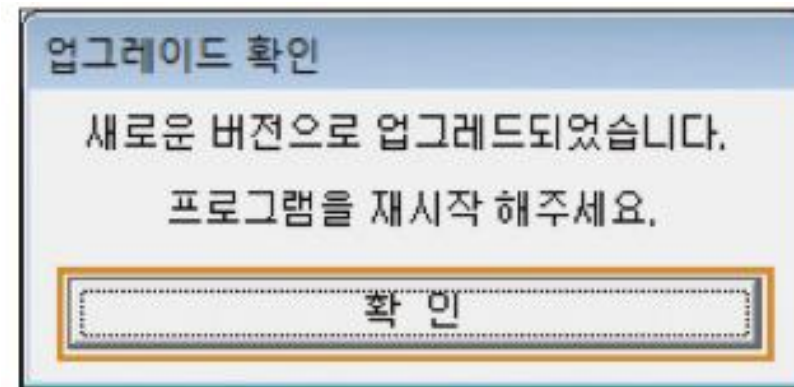 업그레이드 확인
새로운 버전으로 업그레드되었습니다.
프로그램을 재시작 해주세요.
확 인